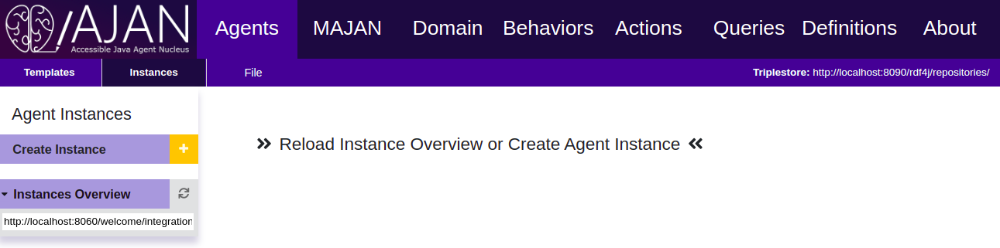 /AJAN
Accessible Java Agent Nucleus
Agents MAJAN Domain Behaviors Actions Queries Definitions About
Templates Instances File Triplestore: http://localhost:8090/rdf4j/repositories/
Agent Instances
Create Instance +
Reload Instance Overview or Create Agent Instance
Instances Overview
http://localhost:8060/welcome/integration